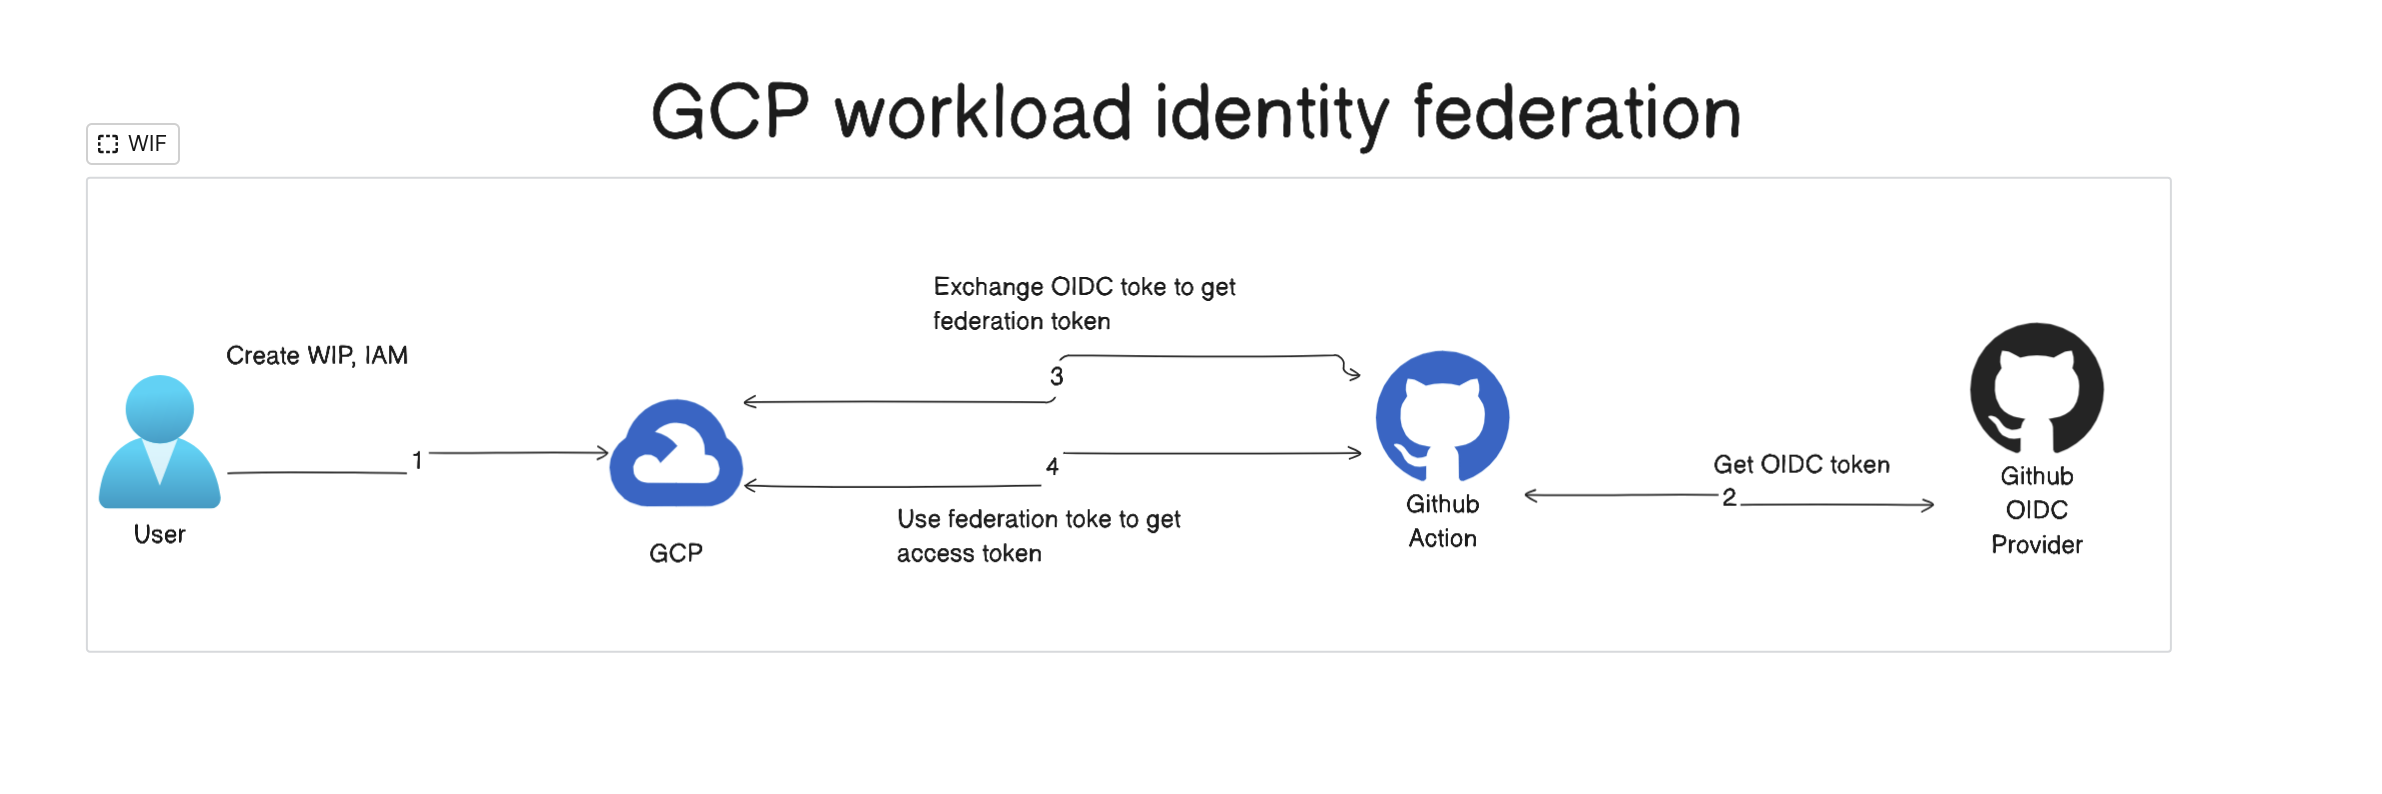 GCP workload identity federation
WIF
Exchange OIDC toke to get
federation token
Create WIP, IAM
3
1
4
Get OIDC token
2
Use federation toke to get
access token
User
GCP
Github
Action
Github
OIDC
Provider